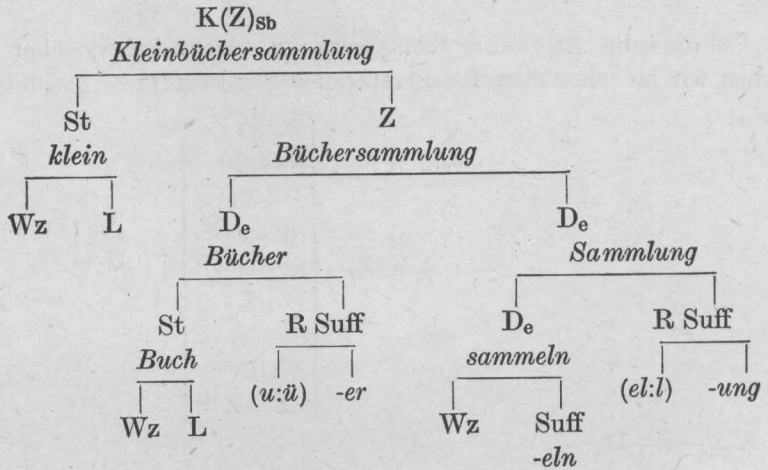 K(Z)Sb
Kleinbüchersammlung
St Z
klein Büchersammlung
Wz L De De
Bücher Sammlung
St R Suff De R Suff
Buch sammeln
(u:ü) -er (el:l) -ung
Wz L Wz Suff
-eln